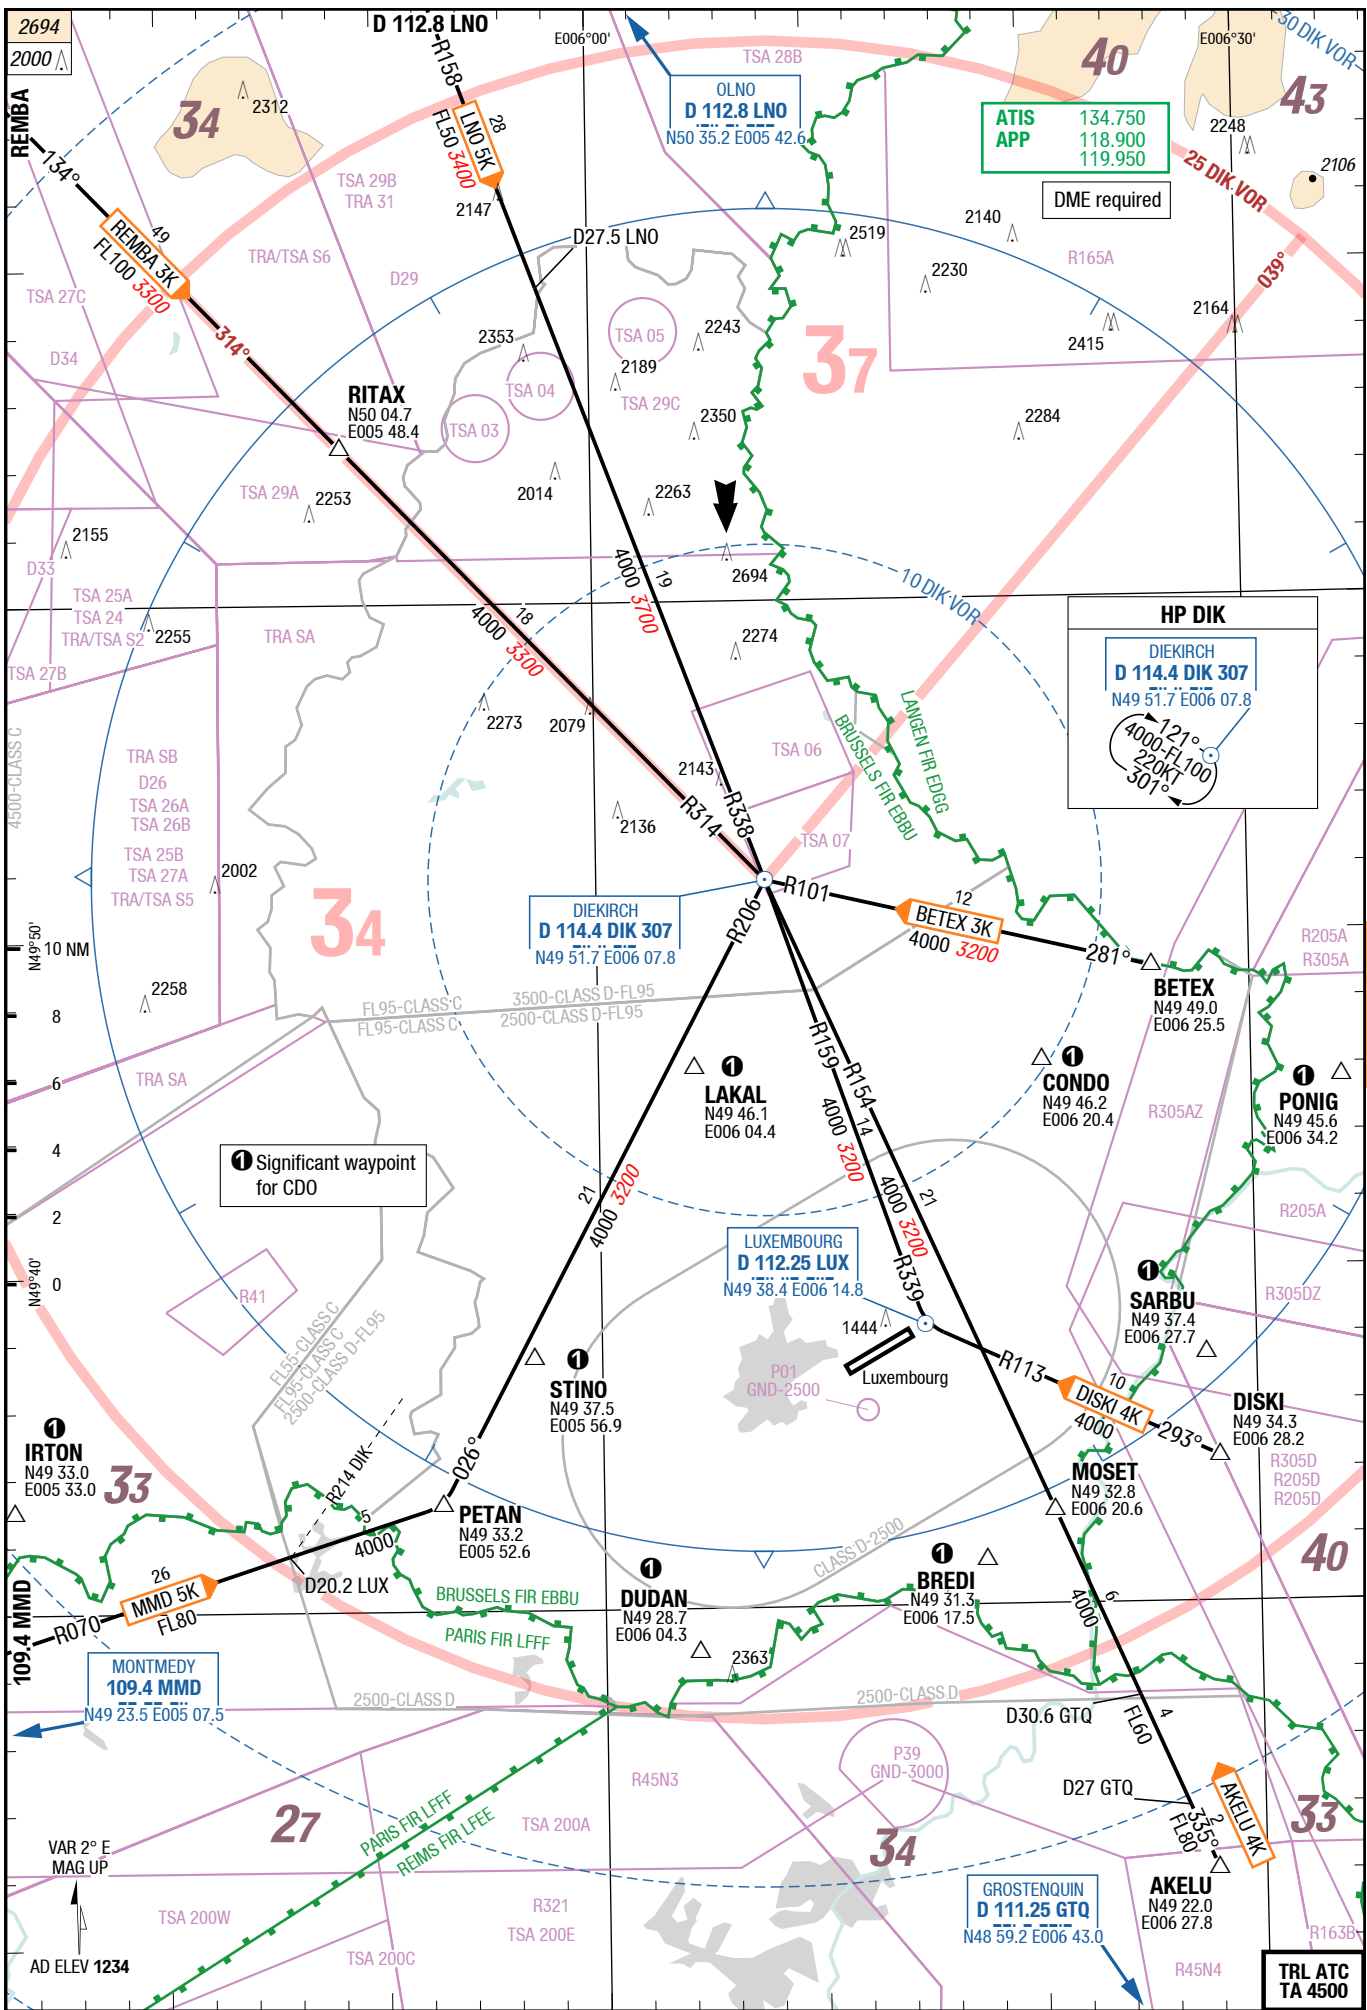 2694
2000
D 112.8 LNO
E006°00'
E006°30'
30 DIK VOR
TSA 28B
40
43
34
2312
REMBA
134°
R158
28
LNO 5K
FL50 3400
OLNO
D 112.8 LNO
N50 35.2 E005 42.6
ATIS 134.750
APP 118.900
119.950
2248
2106
25 DIK VOR
DME required
TSA 29B
TRA 31
2147
D27.5 LNO
2140
2519
R165A
039°
49
REMBA 3K
FL100 3300
TRA/TSA S6
D29
2230
TSA 27C
314°
2353
TSA 05
2243
2164
2415
D34
37
2189
RITAX
N50 04.7
E005 48.4
TSA 04
TSA 29C
TSA 03
2350
2284
TSA 29A
2253
2014
2263
2155
D33
2694
TSA 25A
TSA 24
TRA/TSA S2
2255
TRA SA
4000 3300
18
4000 3700
19
10 DIK VOR
2274
HP DIK
DIEKIRCH
D 114.4 DIK 307
N49 51.7 E006 07.8
121°
4000-FL100
220KT
301°
TSA 27B
2273
2079
LANGEN FIR EDGG
BRUSSELS FIR EBBU
4500-CLASS C
TRA SB
D26
TSA 26A
TSA 26B
TSA 25B
TSA 27A
TRA/TSA S5
TSA 06
2143
R338
R314
2136
TSA 07
2002
34
DIEKIRCH
D 114.4 DIK 307
N49 51.7 E006 07.8
R206
R101
12
BETEX 3K
4000 3200
281°
BETEX
N49 49.0
E006 25.5
R205A
R305A
N49°50'
10 NM
2258
FL95-CLASS C
3500-CLASS D-FL95
FL95-CLASS C
2500-CLASS D-FL95
8
6
4
2
0
N49°40'
TRA SA
R159
R154
LAKAL
N49 46.1
E006 04.4
1
CONDO
N49 46.2
E006 20.4
1
R305AZ
1
PONIG
N49 45.6
E006 34.2
1 Significant waypoint
for CDO
4000 3200
14
21
4000 3200
21
4000 3200
R339
R205A
LUXEMBOURG
D 112.25 LUX
N49 38.4 E006 14.8
R41
1
SARBU
N49 37.4
E006 27.7
R305DZ
FL55-CLASS C
FL95-CLASS C
2500-CLASS D-FL95
1444
Luxembourg
P01
GND-2500
1
STINO
N49 37.5
E005 56.9
R113
10
DISKI 4K
4000
293°
DISKI
N49 34.3
E006 28.2
1
IRTON
N49 33.0
E005 33.0
33
R214 DIK
026°
R305D
R205D
R205D
MOSET
N49 32.8
E006 20.6
PETAN
N49 33.2
E005 52.6
5
4000
D20.2 LUX
26
MMD 5K
FL80
R070
109.4 MMD
CLASS D-2500
40
BRUSSELS FIR EBBU
PARIS FIR LFFF
1
DUDAN
N49 28.7
E006 04.3
1
BREDI
N49 31.3
E006 17.5
4000
6
2363
MONTMEDY
109.4 MMD
N49 23.5 E005 07.5
2500-CLASS D
2500-CLASS D
D30.6 GTQ
FL60
4
P39
GND-3000
R45N3
D27 GTQ
27
PARIS FIR LFFF
REIMS FIR LFEE
TSA 200A
34
335°
2
FL80
AKELU 4K
33
VAR 2° E
MAG UP
AKELU
N49 22.0
E006 27.8
GROSTENQUIN
D 111.25 GTQ
N48 59.2 E006 43.0
TSA 200W
R321
TSA 200E
TSA 200C
R163B
AD ELEV 1234
R45N4
TRL ATC
TA 4500